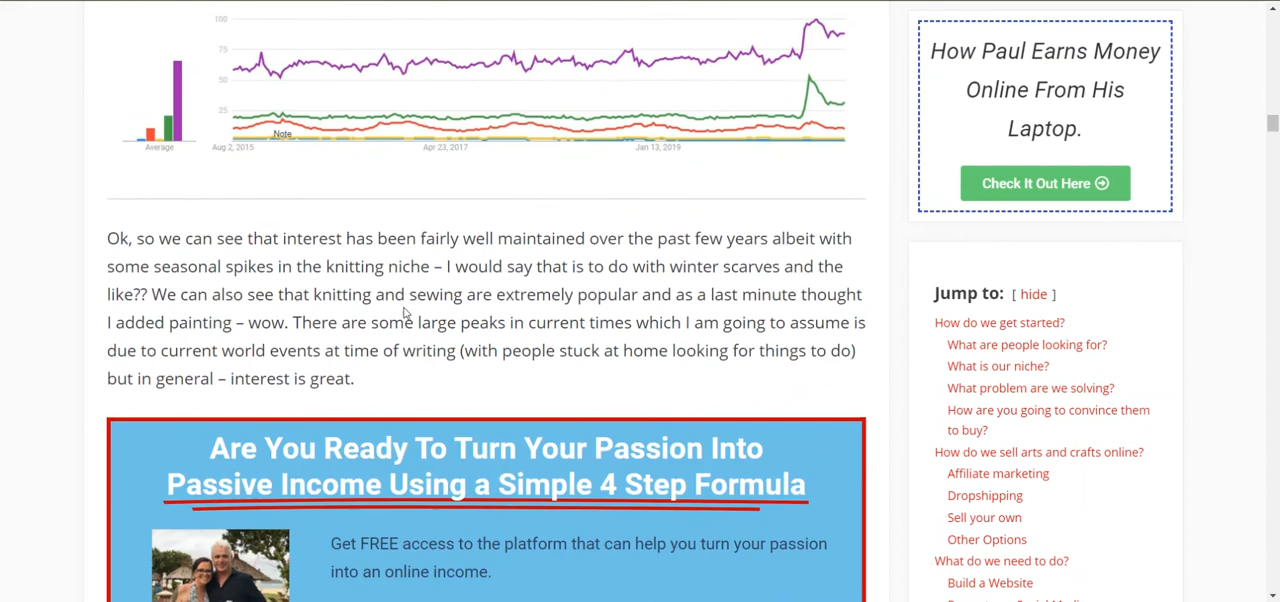 100
75
50
25
Note
Average
Aug 2, 2015
Apr 23, 2017
Jan 13, 2019
Ok, so we can see that interest has been fairly well maintained over the past few years albeit with
some seasonal spikes in the knitting niche – I would say that is to do with winter scarves and the
like?? We can also see that knitting and sewing are extremely popular and as a last minute thought
I added painting – wow. There are some large peaks in current times which I am going to assume is
due to current world events at time of writing (with people stuck at home looking for things to do)
but in general – interest is great.
Are You Ready To Turn Your Passion Into
Passive Income Using a Simple 4 Step Formula
Get FREE access to the platform that can help you turn your passion
into an online income.
How Paul Earns Money
Online From His
Laptop.
Check It Out Here
Jump to: [ hide ]
How do we get started?
What are people looking for?
What is our niche?
What problem are we solving?
How are you going to convince them
to buy?
How do we sell arts and crafts online?
Affiliate marketing
Dropshipping
Sell your own
Other Options
What do we need to do?
Build a Website